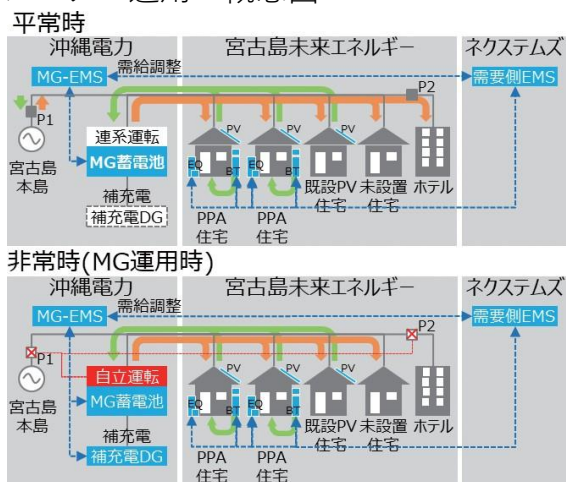 平常時
沖縄電力
宮古島未来エネルギー
ネクステムズ
MG-EMS
需給調整
需要側EMS
P2
P1
連系運転
MG蓄電池
宮古島
本島
補充電
補充電DG
PV
PV
PV
EQ
BT
EQ
BT
PPA
住宅
PPA
住宅
既設PV
住宅
未設置
住宅
ホテル
非常時(MG運用時)
沖縄電力
宮古島未来エネルギー
ネクステムズ
MG-EMS
需給調整
需要側EMS
P2
P1
自立運転
MG蓄電池
宮古島
本島
補充電
補充電DG
PV
PV
PV
EQ
BT
EQ
BT
PPA
住宅
PPA
住宅
既設PV
住宅
未設置
住宅
ホテル